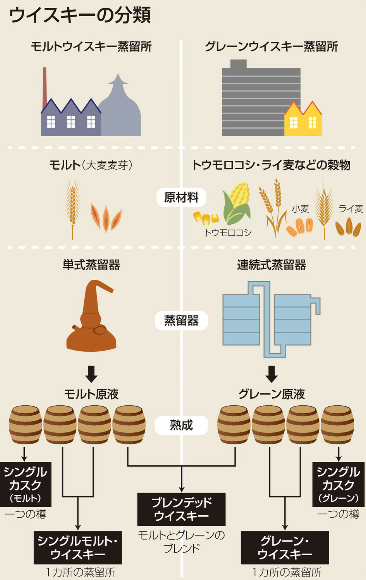 ウイスキーの分類
モルトウイスキー蒸留所
グレーンウイスキー蒸留所
モルト(大麦麦芽)
トウモロコシ・ライ麦などの穀物
原材料
トウモロコシ
小麦
ライ麦
単式蒸留器
連続式蒸留器
蒸留器
モルト原液
グレーン原液
熟成
シングル
カスク
(モルト)
一つの樽
シングルモルト・
ウイスキー
1カ所の蒸留所
ブレンデッド
ウイスキー
モルトとグレーンの
ブレンド
グレーン・
ウイスキー
1カ所の蒸留所
シングル
カスク
(グレーン)
一つの樽